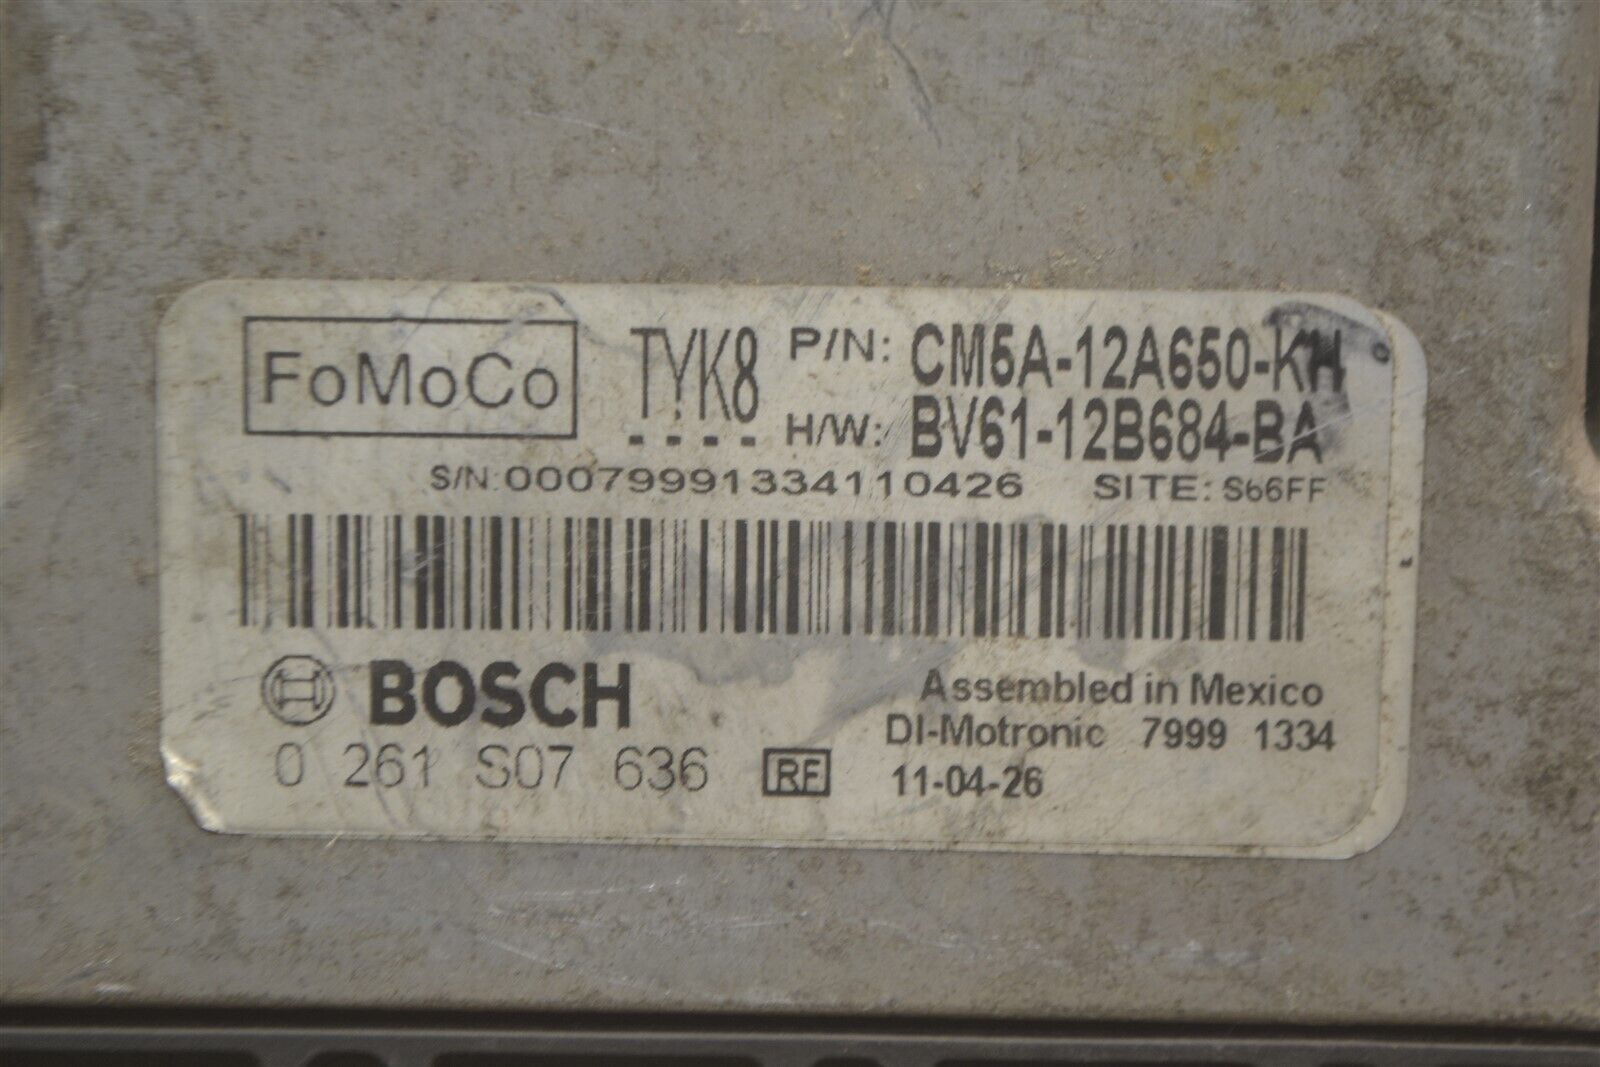 FoMoCo TYK8 P/N: CM5A-12A650-KH
H/W: BV61-12B684-BA
S/N:00079991334110426 SITE: S66FF
BOSCH Assembled in Mexico
DI-Motronic 7999 1334
0 261 S07 636 RF 11-04-26